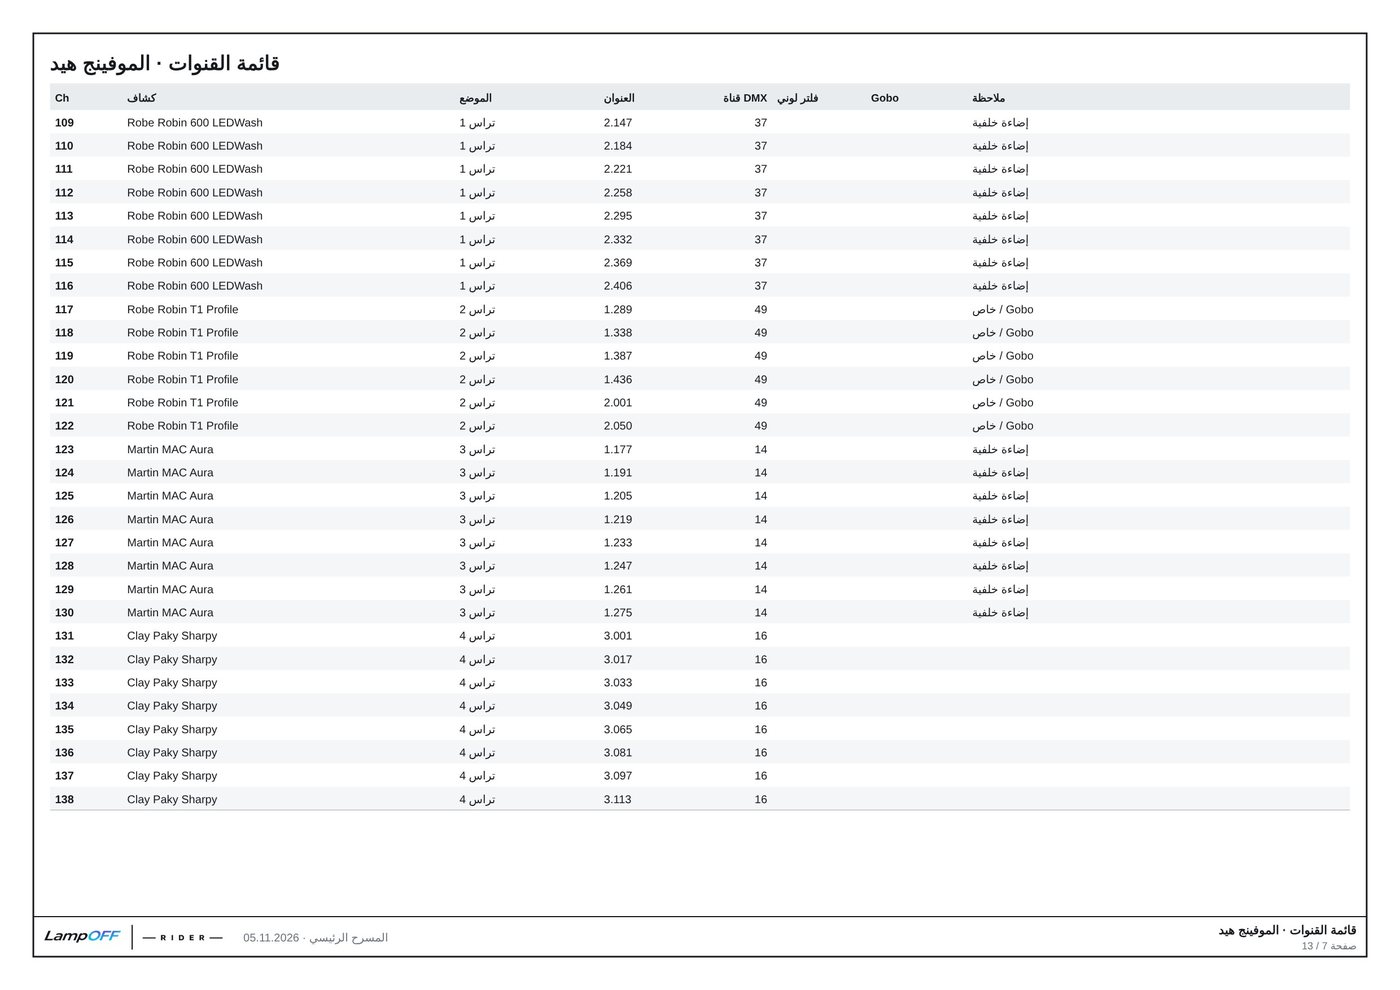 قائمة القنوات · الموفينج هيد
Ch كشاف الموضع العنوان قناة DMX فلتر لوني Gobo ملاحظة
109 Robe Robin 600 LEDWash تراس 1 2.147 37 إضاءة خلفية
110 Robe Robin 600 LEDWash تراس 1 2.184 37 إضاءة خلفية
111 Robe Robin 600 LEDWash تراس 1 2.221 37 إضاءة خلفية
112 Robe Robin 600 LEDWash تراس 1 2.258 37 إضاءة خلفية
113 Robe Robin 600 LEDWash تراس 1 2.295 37 إضاءة خلفية
114 Robe Robin 600 LEDWash تراس 1 2.332 37 إضاءة خلفية
115 Robe Robin 600 LEDWash تراس 1 2.369 37 إضاءة خلفية
116 Robe Robin 600 LEDWash تراس 1 2.406 37 إضاءة خلفية
117 Robe Robin T1 Profile تراس 2 1.289 49 خاص / Gobo
118 Robe Robin T1 Profile تراس 2 1.338 49 خاص / Gobo
119 Robe Robin T1 Profile تراس 2 1.387 49 خاص / Gobo
120 Robe Robin T1 Profile تراس 2 1.436 49 خاص / Gobo
121 Robe Robin T1 Profile تراس 2 2.001 49 خاص / Gobo
122 Robe Robin T1 Profile تراس 2 2.050 49 خاص / Gobo
123 Martin MAC Aura تراس 3 1.177 14 إضاءة خلفية
124 Martin MAC Aura تراس 3 1.191 14 إضاءة خلفية
125 Martin MAC Aura تراس 3 1.205 14 إضاءة خلفية
126 Martin MAC Aura تراس 3 1.219 14 إضاءة خلفية
127 Martin MAC Aura تراس 3 1.233 14 إضاءة خلفية
128 Martin MAC Aura تراس 3 1.247 14 إضاءة خلفية
129 Martin MAC Aura تراس 3 1.261 14 إضاءة خلفية
130 Martin MAC Aura تراس 3 1.275 14 إضاءة خلفية
131 Clay Paky Sharpy تراس 4 3.001 16
132 Clay Paky Sharpy تراس 4 3.017 16
133 Clay Paky Sharpy تراس 4 3.033 16
134 Clay Paky Sharpy تراس 4 3.049 16
135 Clay Paky Sharpy تراس 4 3.065 16
136 Clay Paky Sharpy تراس 4 3.081 16
137 Clay Paky Sharpy تراس 4 3.097 16
138 Clay Paky Sharpy تراس 4 3.113 16
LampOFF RIDER المسرح الرئيسي · 05.11.2026
قائمة القنوات · الموفينج هيد
صفحة 7 / 13